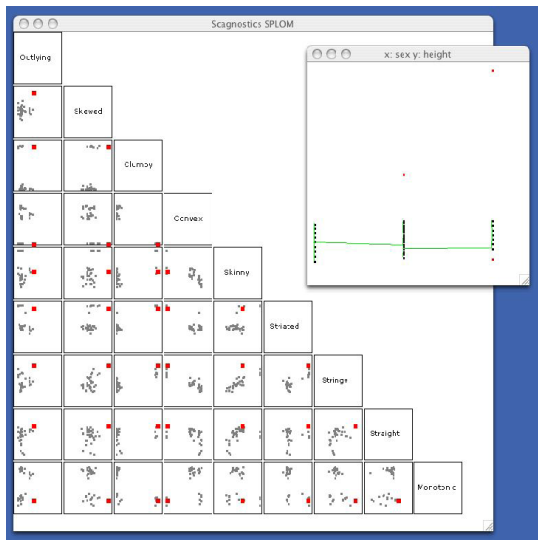 Scagnostics SPLOM
x: sex y: height
Outlying
Skewed
Clumpy
Convex
Skinny
Striated
Stringy
Straight
Monotonic